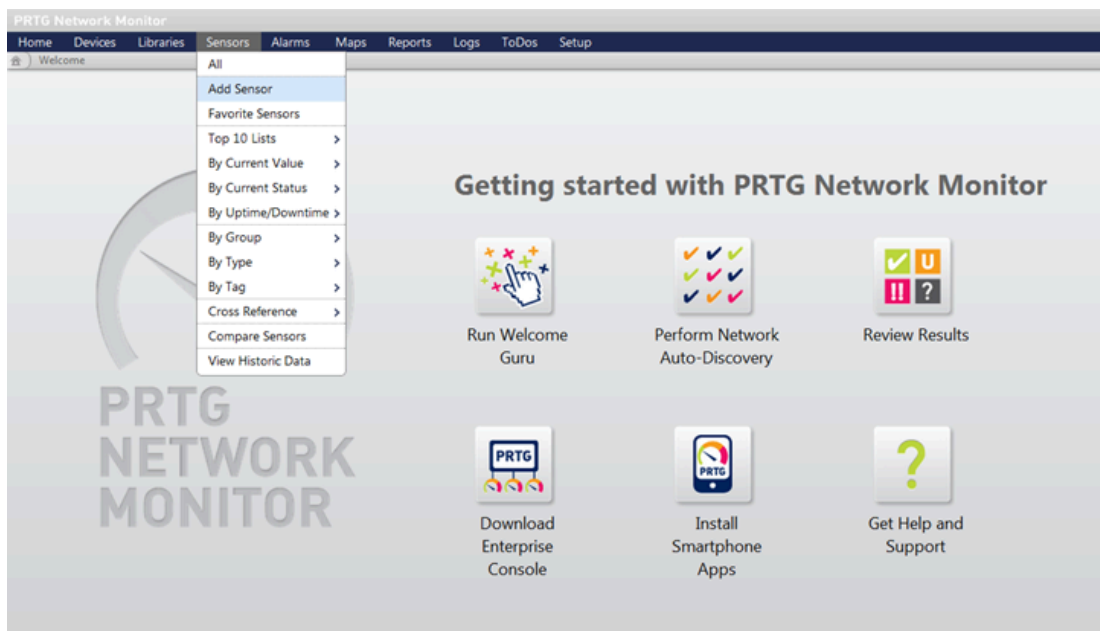 PRTG Network Monitor
Home Devices Libraries Sensors Alarms Maps Reports Logs ToDos Setup
Welcome
All
Add Sensor
Favorite Sensors
Top 10 Lists
By Current Value
By Current Status
By Uptime/Downtime
By Group
By Type
By Tag
Cross Reference
Compare Sensors
View Historic Data
PRTG
NETWORK
MONITOR
Getting started with PRTG Network Monitor
Run Welcome
Guru
Perform Network
Auto-Discovery
U
!! ?
Review Results
PRTG
Download
Enterprise
Console
PRTG
Install
Smartphone
Apps
?
Get Help and
Support